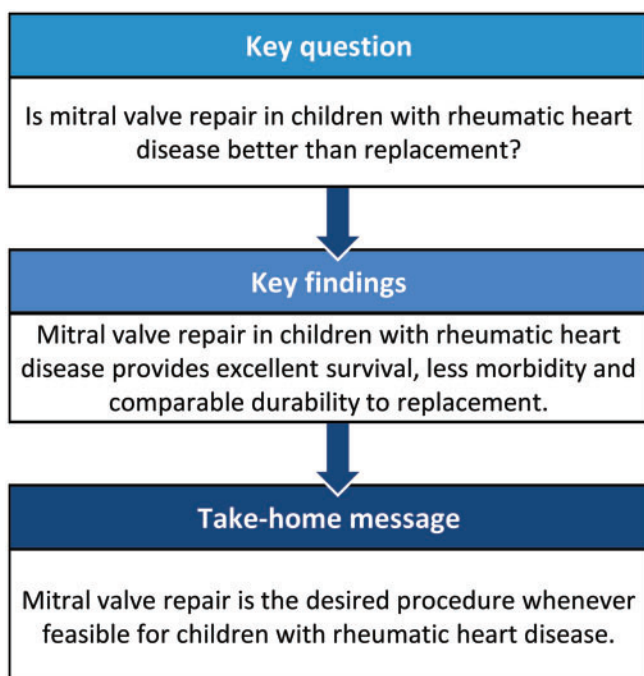 Key question
Is mitral valve repair in children with rheumatic heart
disease better than replacement?
Key findings
Mitral valve repair in children with rheumatic heart
disease provides excellent survival, less morbidity and
comparable durability to replacement.
Take-home message
Mitral valve repair is the desired procedure whenever
feasible for children with rheumatic heart disease.